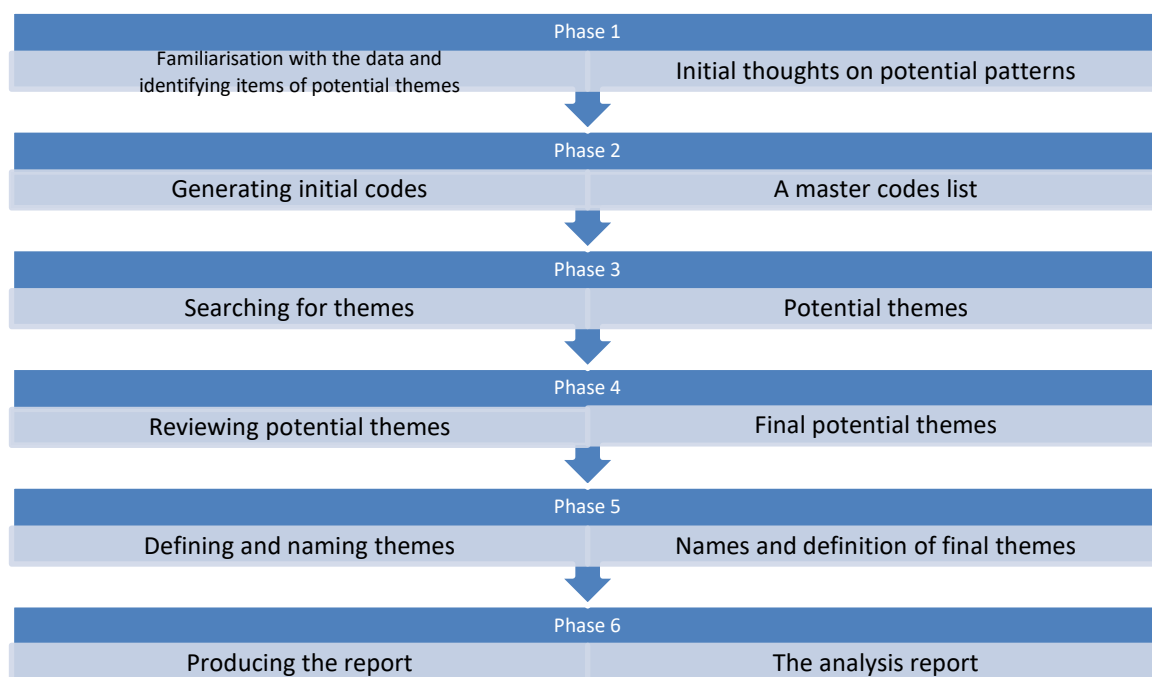 Phase 1
Familiarisation with the data and
identifying items of potential themes
Initial thoughts on potential patterns
Phase 2
Generating initial codes
A master codes list
Phase 3
Searching for themes
Potential themes
Phase 4
Reviewing potential themes
Final potential themes
Phase 5
Defining and naming themes
Names and definition of final themes
Phase 6
Producing the report
The analysis report